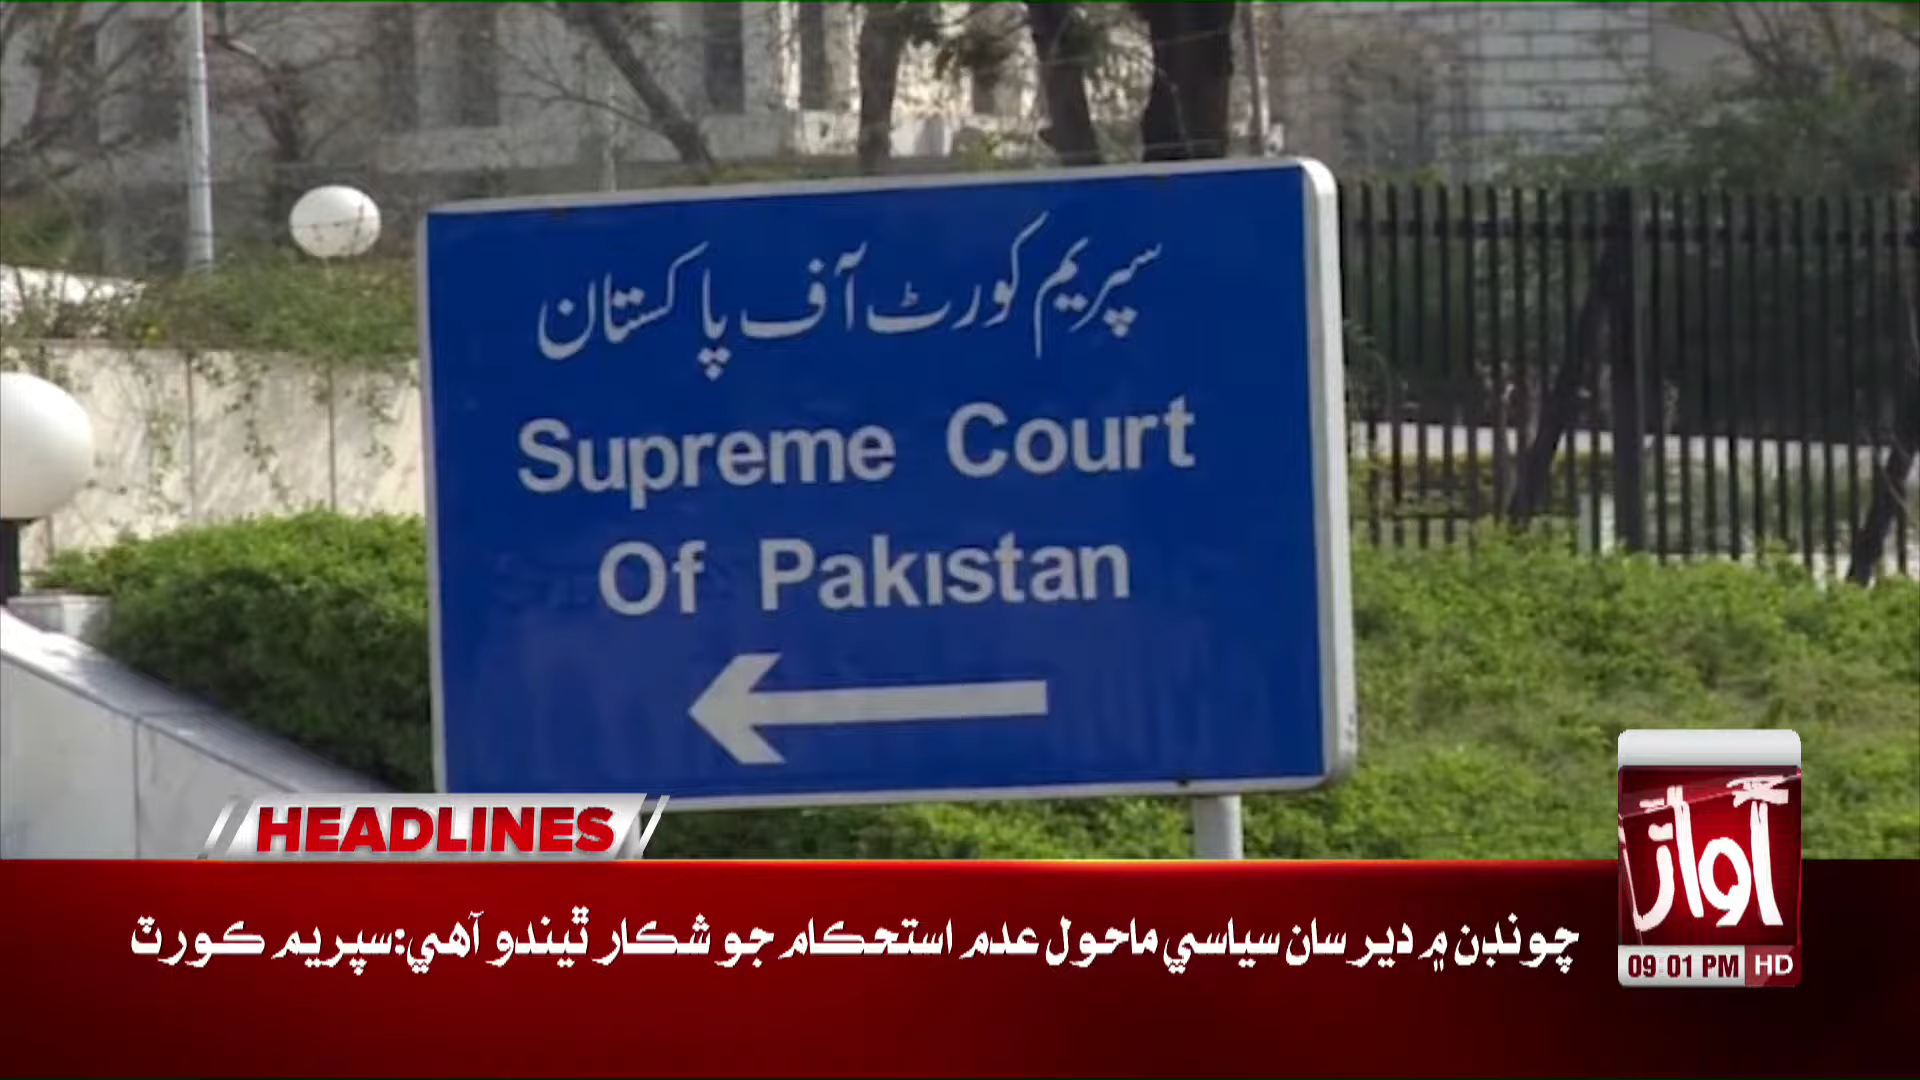 سپریم کورٹ آف پاکستان
Supreme Court
Of Pakistan
HEADLINES
چونڊن ۾ دير سان سياسي ماحول عدم استحڪام جو شڪار ٿيندو آهي:سپريم ڪورٽ
آواز
09:01 PM HD